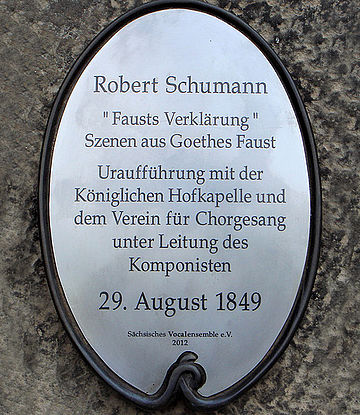 Robert Schumann
"Fausts Verklärung"
Szenen aus Goethes Faust
Uraufführung mit der
Königlichen Hofkapelle und
dem Verein für Chorgesang
unter Leitung des
Komponisten
29. August 1849
Sächsisches Vocalensemble e.V.
2012